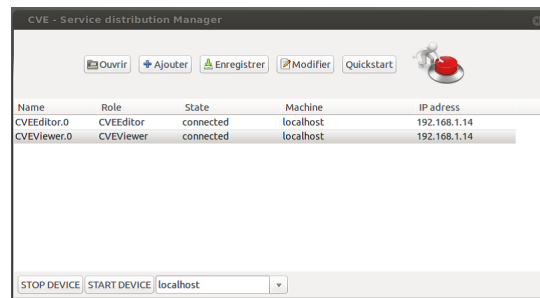 CVE - Service distribution Manager
Ouvrir Ajouter Enregistrer Modifier Quickstart
Name Role State Machine IP adress
CVEEditor.0 CVEEditor connected localhost 192.168.1.14
CVEViewer.0 CVEViewer connected localhost 192.168.1.14
STOP DEVICE START DEVICE localhost